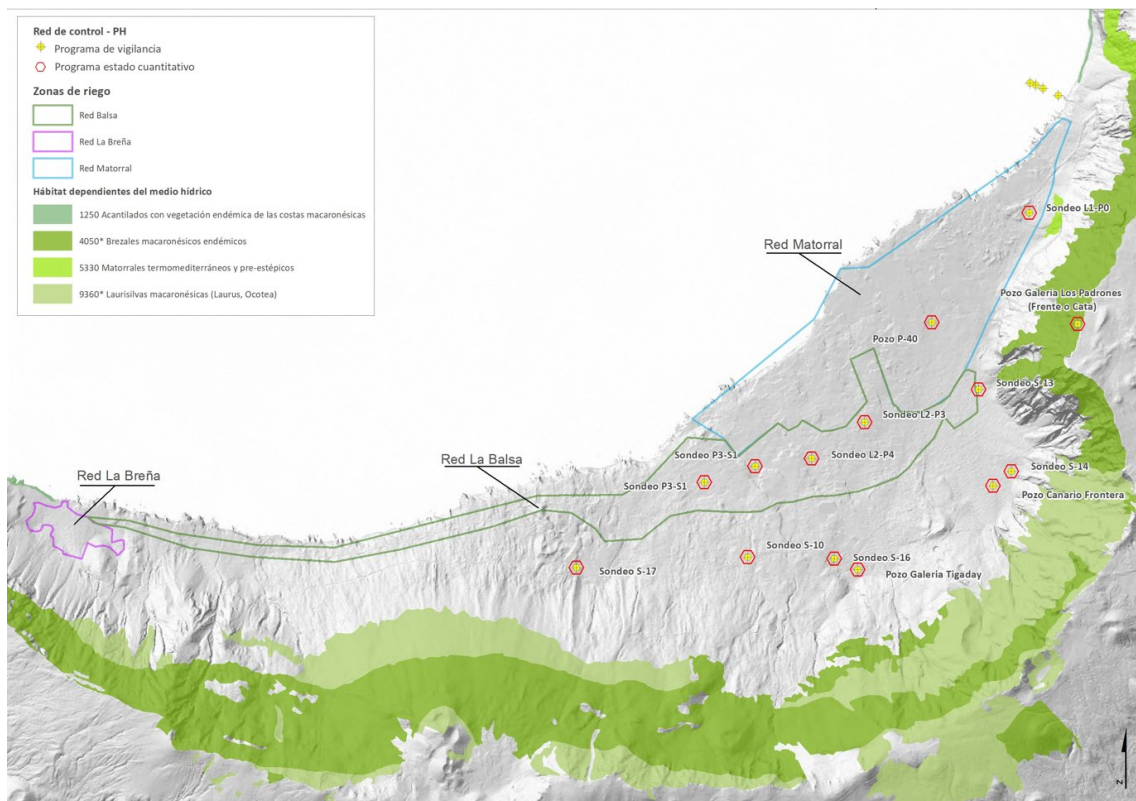 Red de control - PH
Programa de vigilancia
Programa estado cuantitativo
Zonas de riego
Red Balsa
Red La Breña
Red Matorral
Hábitat dependientes del medio hídrico
1250 Acantilados con vegetación endémica de las costas macaronésicas
4050* Brezales macaronésicos endémicos
5330 Matorrales termomediterráneos y pre-estépicos
9360* Laurisilvas macaronésicas (Laurus, Ocotea)
Sondeo L1-P0
Red Matorral
Pozo Galeria Los Padrones
(Frente o Cata)
Pozo P-40
Sondeo S-13
Sondeo L2-P3
Red La Balsa
Sondeo P3-S1
Sondeo L2-P4
Sondeo S-14
Red La Breña
Sondeo P3-S1
Pozo Canario Frontera
Sondeo S-10
Sondeo S-16
Sondeo S-17
Pozo Galería Tigaday
z